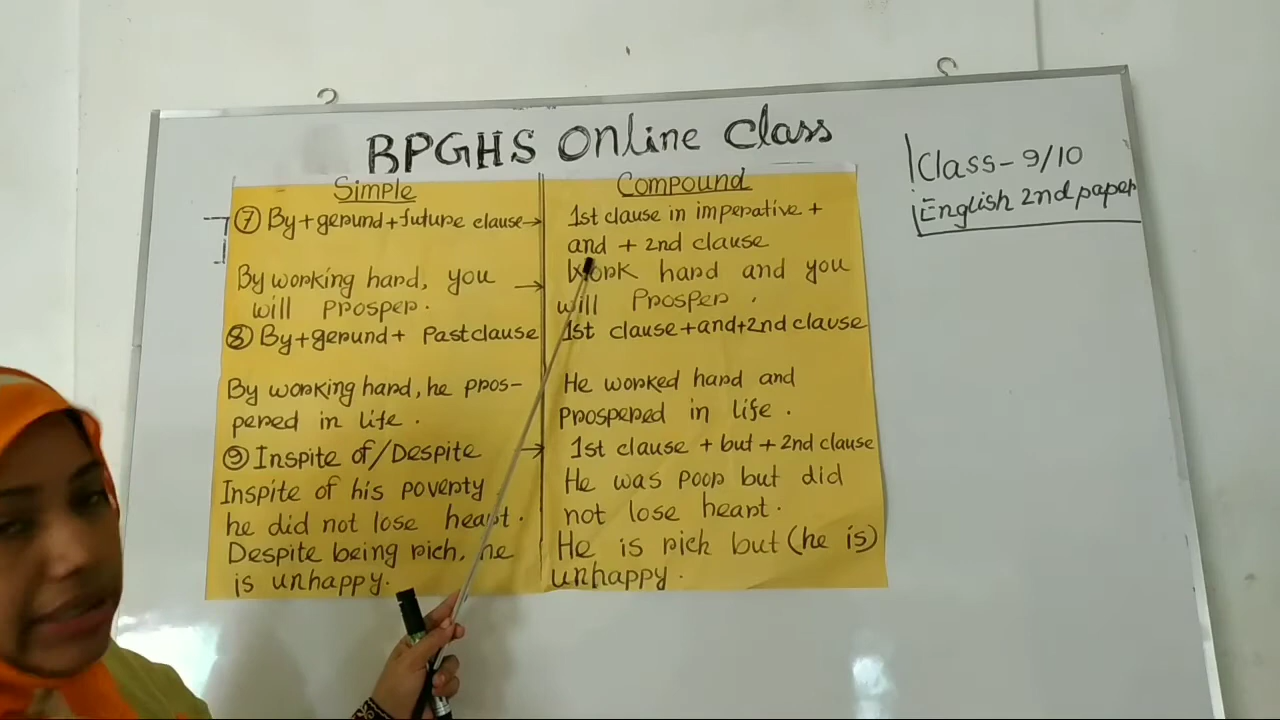 BPGHS Online Class
Class-9/10
English 2nd paper
Simple
⑦ By+gerund+future clause→
By working hard, you →
will prosper.
⑧ By+gerund+ Past clause
By working hard, he pros-
pered in life.
⑨ Inspite of/Despite →
Inspite of his poverty
he did not lose heart.
Despite being rich, he
is unhappy.
Compound
1st clause in imperative +
and + 2nd clause
Work hard and you
will Prosper.
1st clause+and+2nd clause
He worked hard and
prospered in life.
1st clause + but + 2nd clause
He was poor but did
not lose heart.
He is rich but (he is)
unhappy.